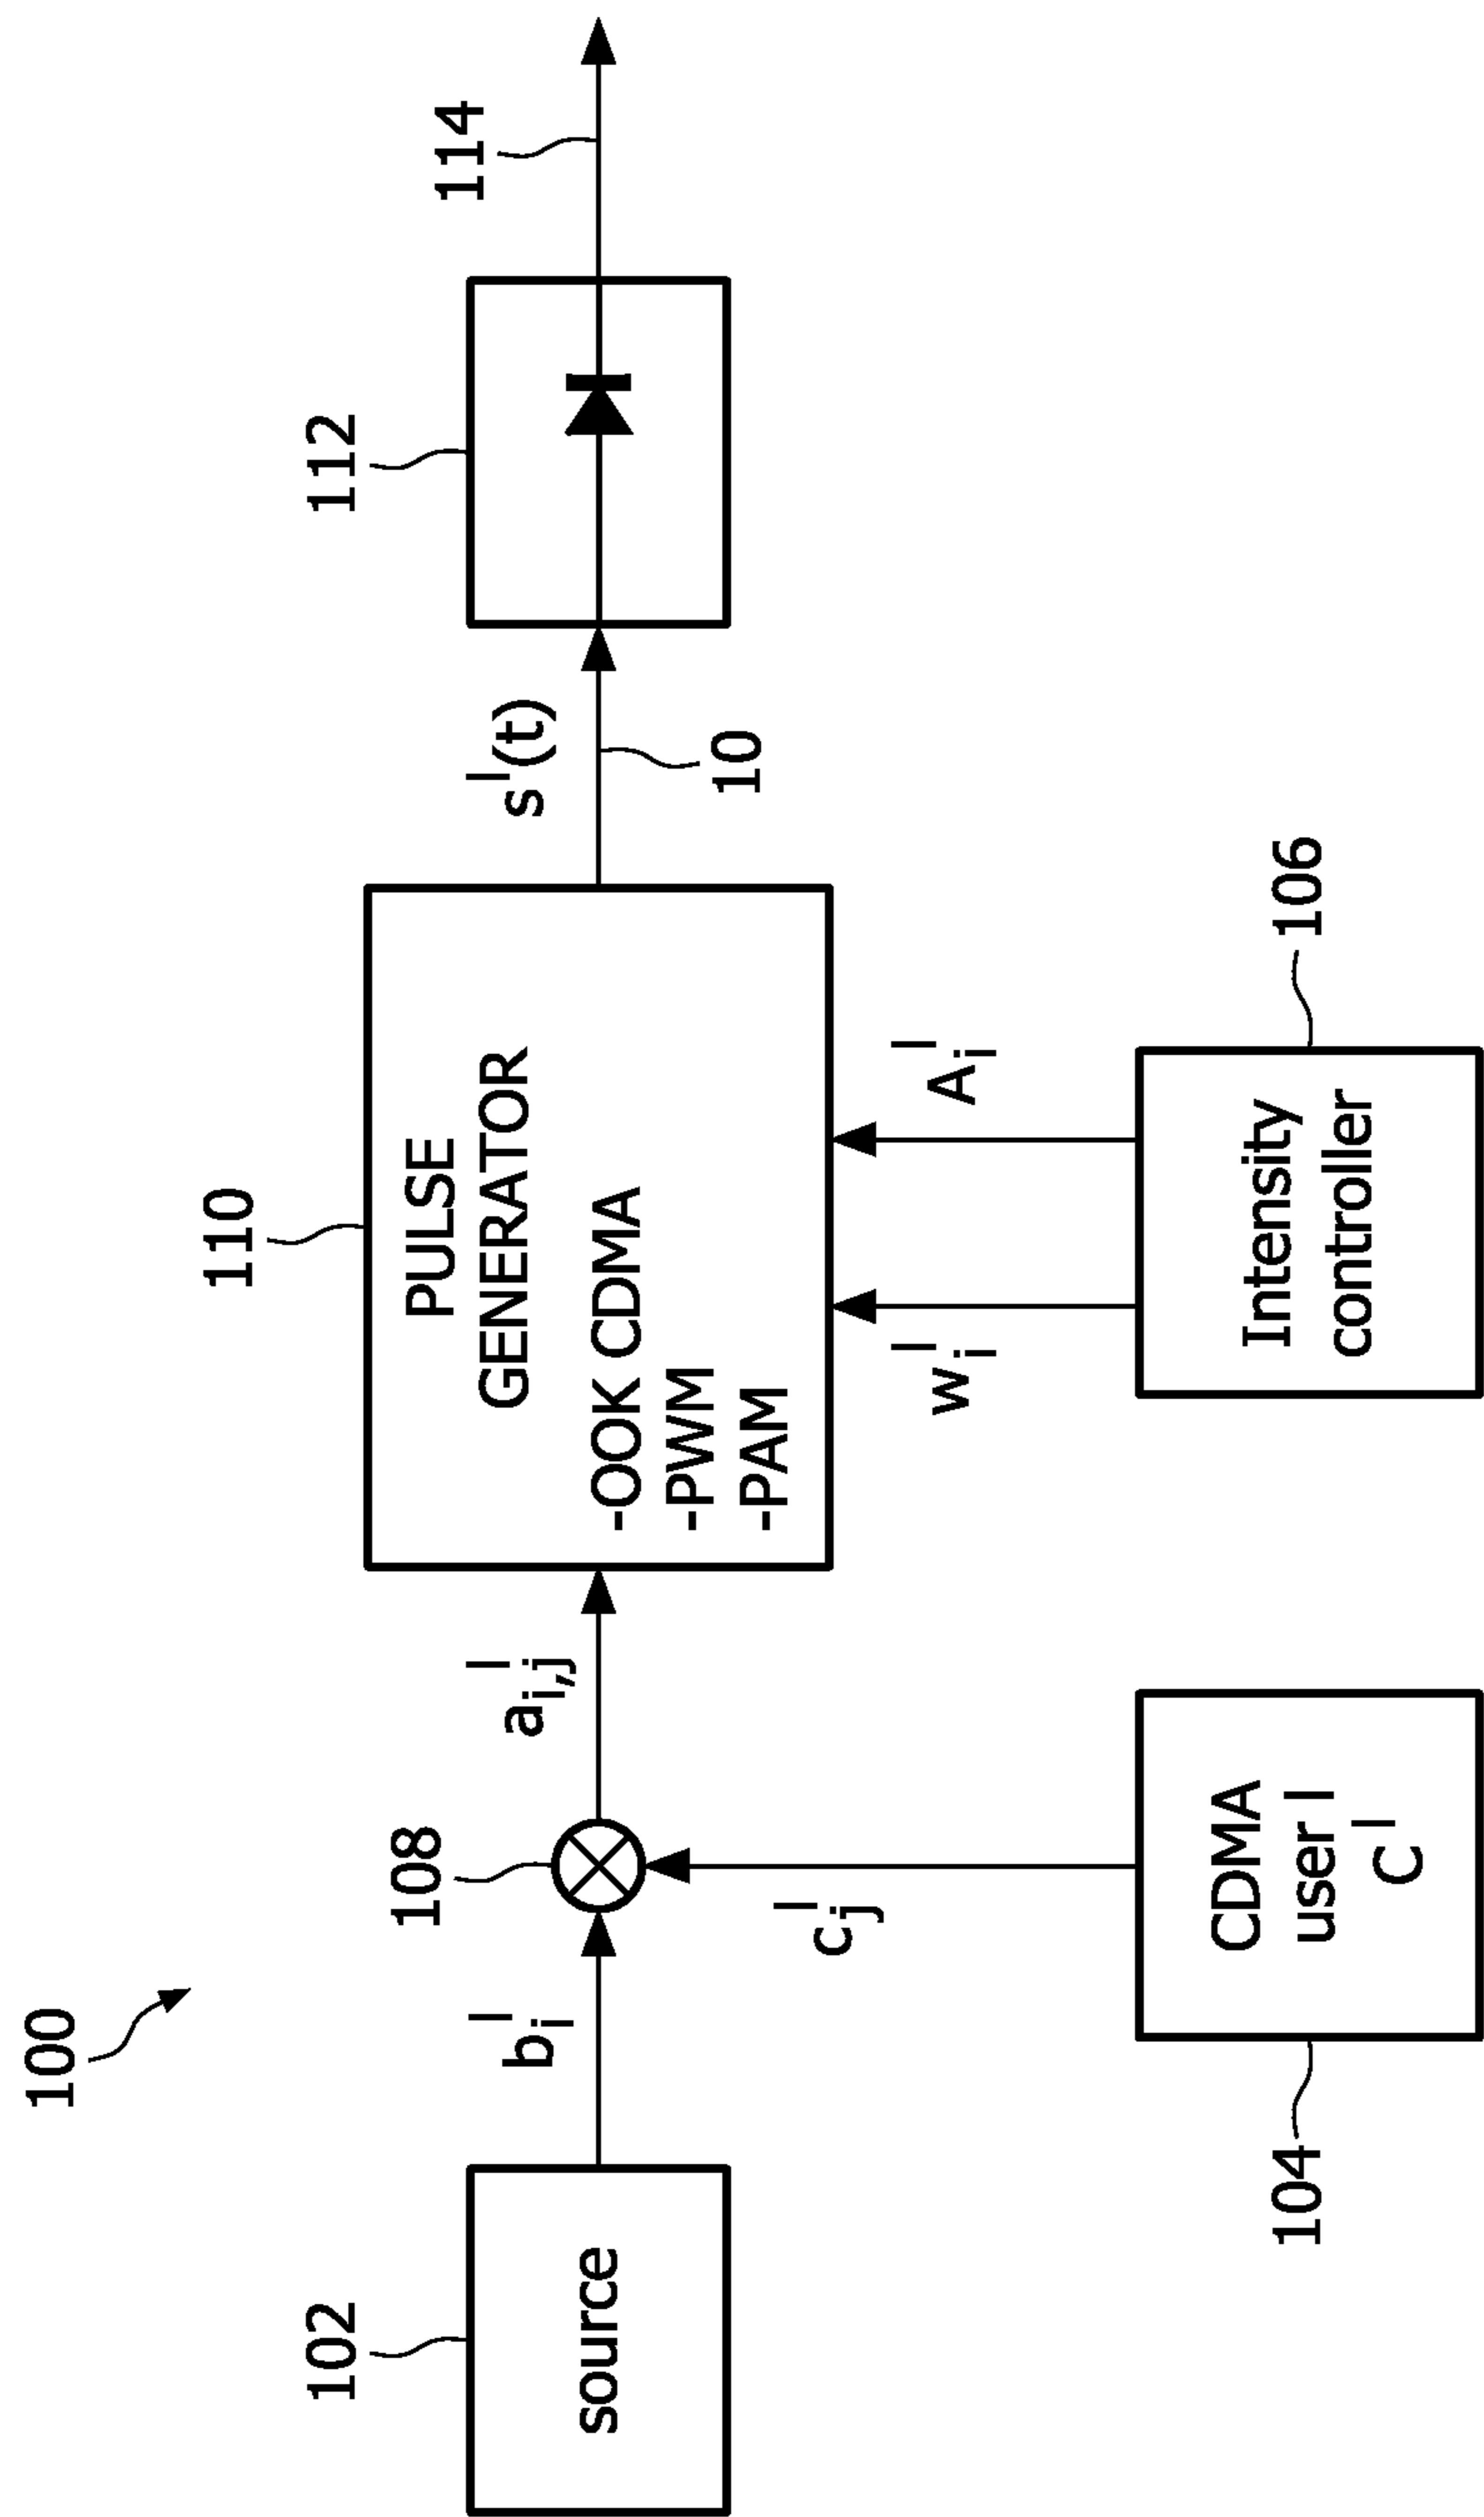 100
102
source
b_i^l
108
a_{i,j}^l
c_j^l
104
CDMA
user l
C^l
110
PULSE
GENERATOR
-OOK CDMA
-PWM
-PAM
w_i^l
A_i^l
Intensity
controller
106
s^l(t)
10
112
114